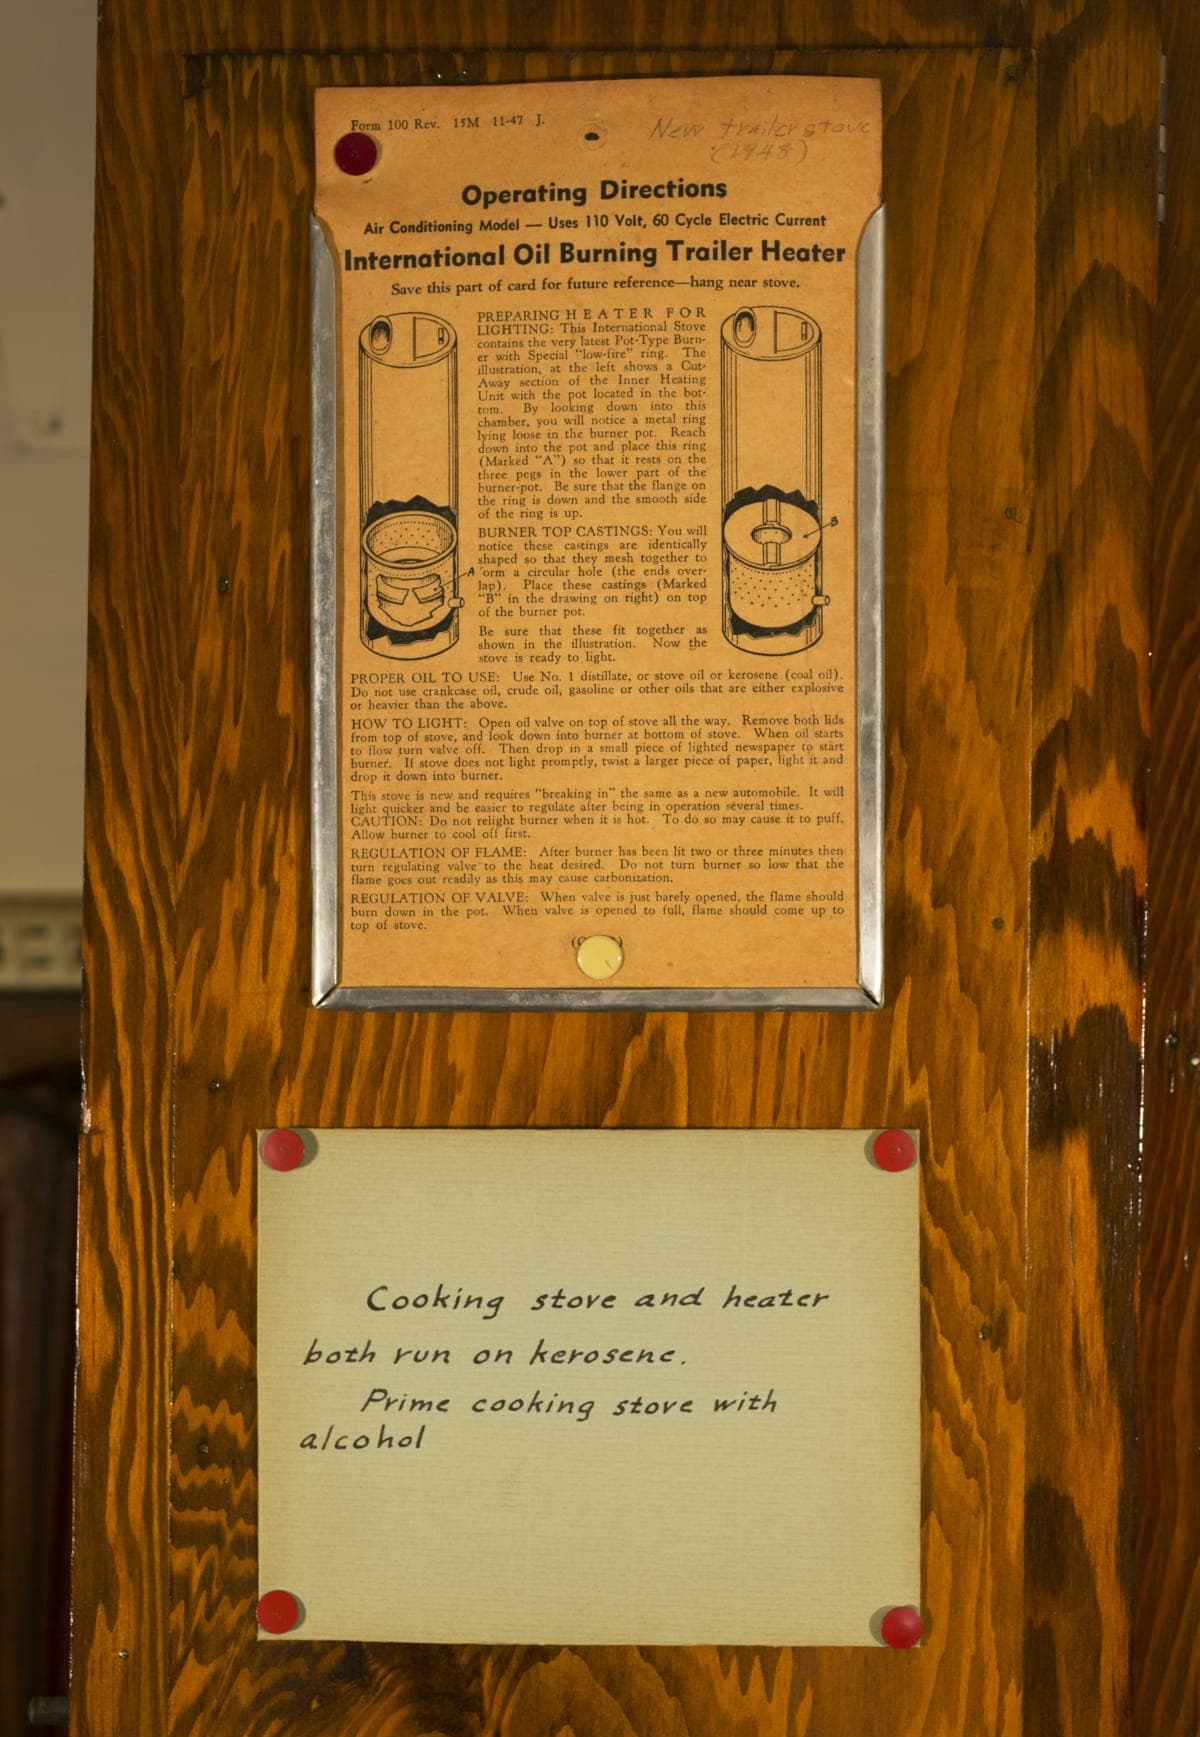 Form 100 Rev. 15M 11-47 J.
New trailer stove
(1948)
Operating Directions
Air Conditioning Model — Uses 110 Volt, 60 Cycle Electric Current
International Oil Burning Trailer Heater
Save this part of card for future reference—hang near stove.
PREPARING HEATER FOR
LIGHTING: This International Stove
contains the very latest Pot-Type Burn-
er with Special "low-fire" ring. The
illustration, at the left shows a Cut-
Away section of the Inner Heating
Unit with the pot located in the bot-
tom. By looking down into this
chamber, you will notice a metal ring
lying loose in the burner pot. Reach
down into the pot and place this ring
(Marked "A") so that it rests on the
three pegs in the lower part of the
burner-pot. Be sure that the flange on
the ring is down and the smooth side
of the ring is up.
BURNER TOP CASTINGS: You will
notice these castings are identically
shaped so that they mesh together to
orm a circular hole (the ends over-
lap). Place these castings (Marked
"B" in the drawing on right) on top
of the burner pot.
Be sure that these fit together as
shown in the illustration. Now the
stove is ready to light.
A
B
PROPER OIL TO USE: Use No. 1 distillate, or stove oil or kerosene (coal oil).
Do not use crankcase oil, crude oil, gasoline or other oils that are either explosive
or heavier than the above.
HOW TO LIGHT: Open oil valve on top of stove all the way. Remove both lids
from top of stove, and look down into burner at bottom of stove. When oil starts
to flow turn valve off. Then drop in a small piece of lighted newspaper to start
burner. If stove does not light promptly, twist a larger piece of paper, light it and
drop it down into burner.
This stove is new and requires "breaking in" the same as a new automobile. It will
light quicker and be easier to regulate after being in operation several times.
CAUTION: Do not relight burner when it is hot. To do so may cause it to puff.
Allow burner to cool off first.
REGULATION OF FLAME: After burner has been lit two or three minutes then
turn regulating valve to the heat desired. Do not turn burner so low that the
flame goes out readily as this may cause carbonization.
REGULATION OF VALVE: When valve is just barely opened, the flame should
burn down in the pot. When valve is opened to full, flame should come up to
top of stove.
Cooking stove and heater
both run on kerosene.
Prime cooking stove with
alcohol